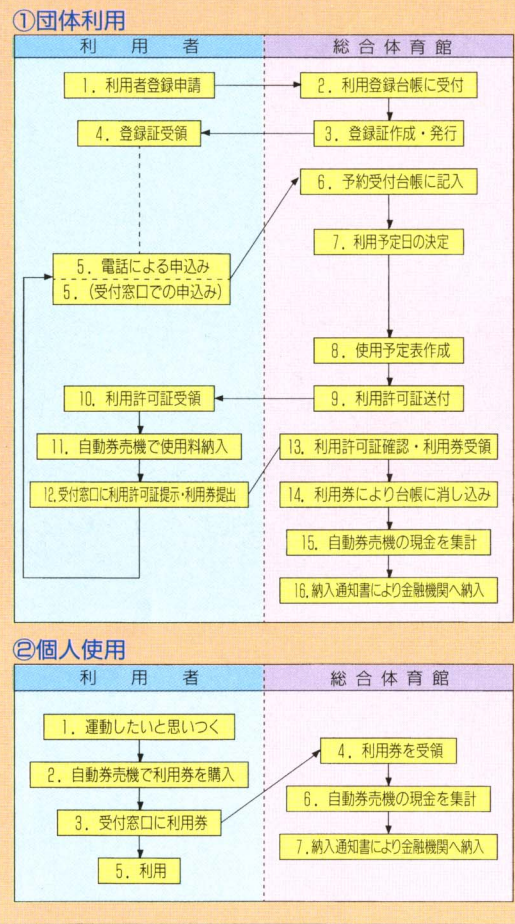 ①団体利用
利用者 総合体育館
1. 利用者登録申請
2. 利用登録台帳に受付
4. 登録証受領
3. 登録証作成・発行
6. 予約受付台帳に記入
7. 利用予定日の決定
5. 電話による申込み
5. (受付窓口での申込み)
8. 使用予定表作成
10. 利用許可証受領
9. 利用許可証送付
11. 自動券売機で使用料納入
13. 利用許可証確認・利用券受領
12. 受付窓口に利用許可証提示・利用券提出
14. 利用券により台帳に消し込み
15. 自動券売機の現金を集計
16. 納入通知書により金融機関へ納入
②個人使用
利用者 総合体育館
1. 運動したいと思いつく
4. 利用券を受領
2. 自動券売機で利用券を購入
6. 自動券売機の現金を集計
3. 受付窓口に利用券
7. 納入通知書により金融機関へ納入
5. 利用